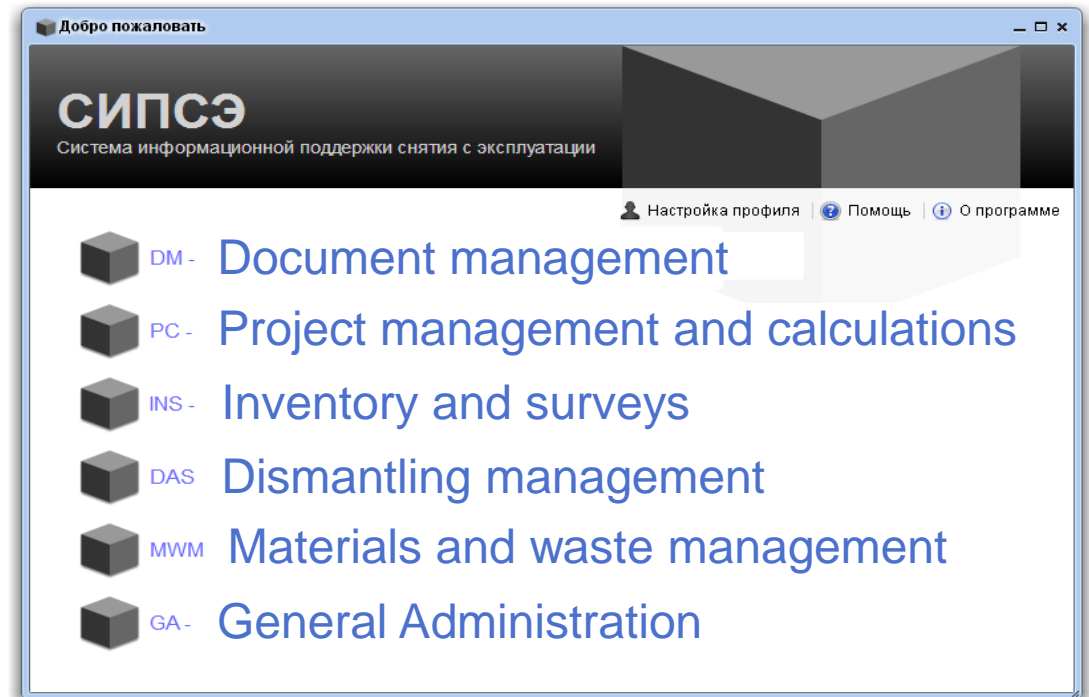 Добро пожаловать
СИПСЭ
Система информационной поддержки снятия с эксплуатации
Настройка профиля | Помощь | О программе
DM - Document management
PC - Project management and calculations
INS - Inventory and surveys
DAS Dismantling management
MWM Materials and waste management
GA - General Administration